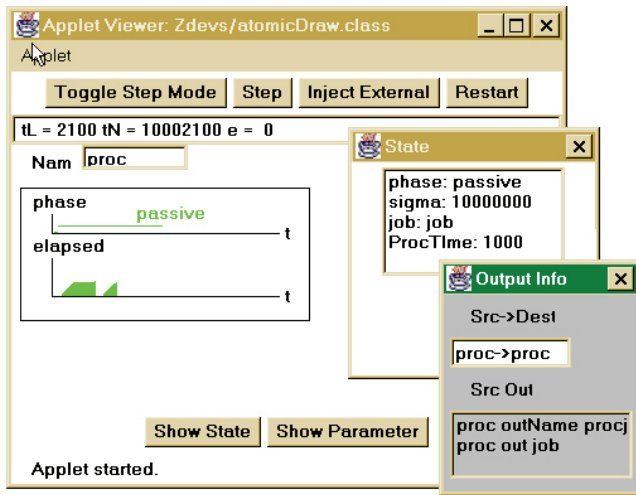 Applet Viewer: Zdevs/atomicDraw.class
Applet
Toggle Step Mode Step Inject External Restart
tL = 2100 tN = 10002100 e = 0
Nam proc
phase
passive
t
elapsed
t
Show State Show Parameter
Applet started.
State
phase: passive
sigma: 10000000
job: job
ProcTIme: 1000
Output Info
Src->Dest
proc->proc
Src Out
proc outName procj
proc out job